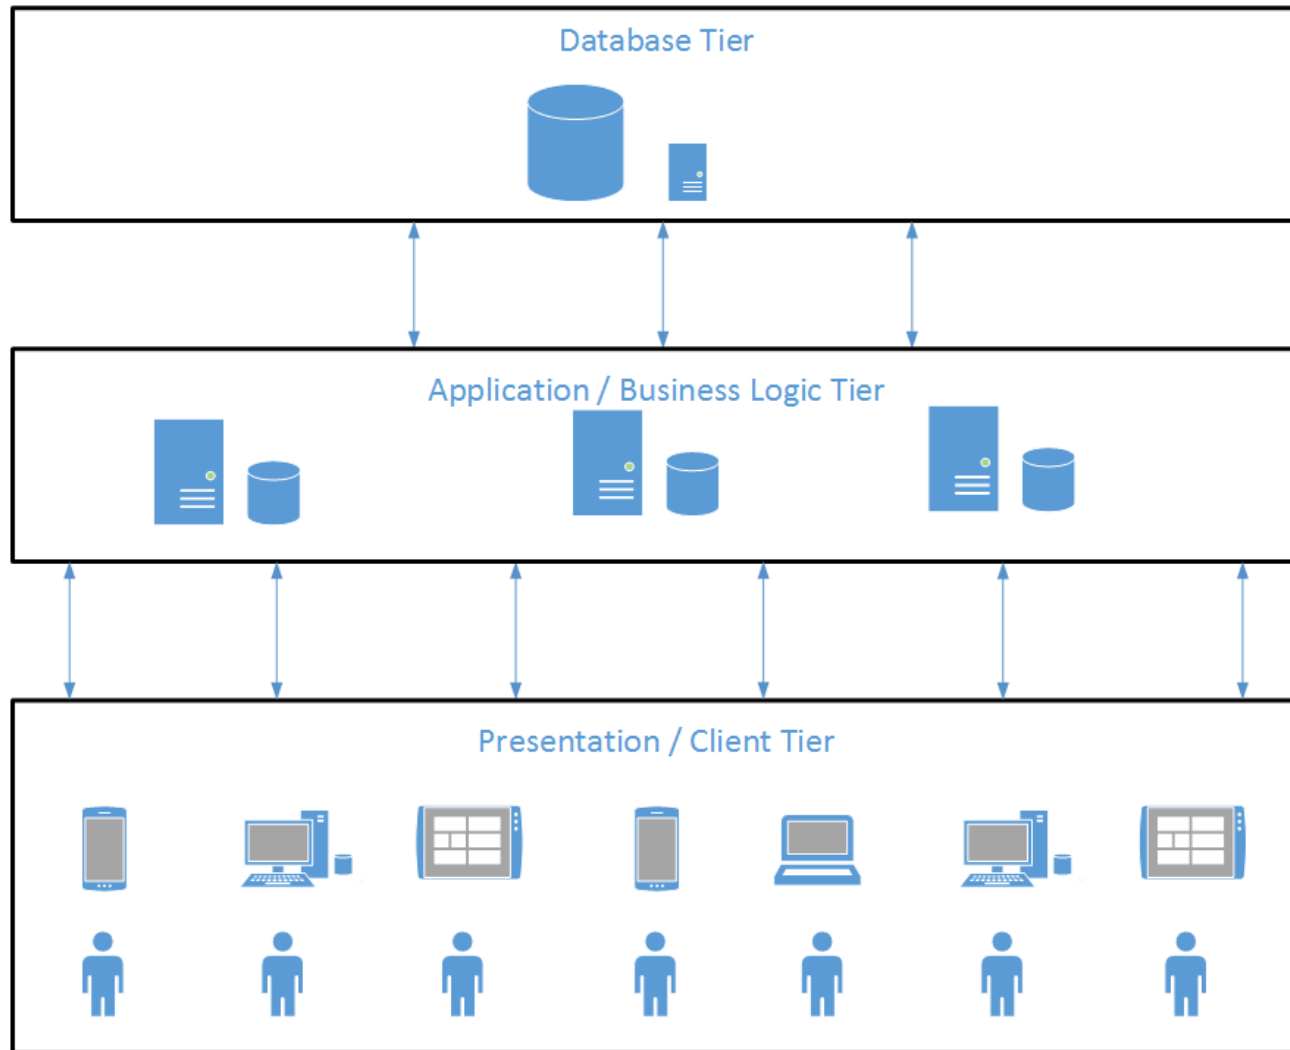 Database Tier
Application / Business Logic Tier
Presentation / Client Tier